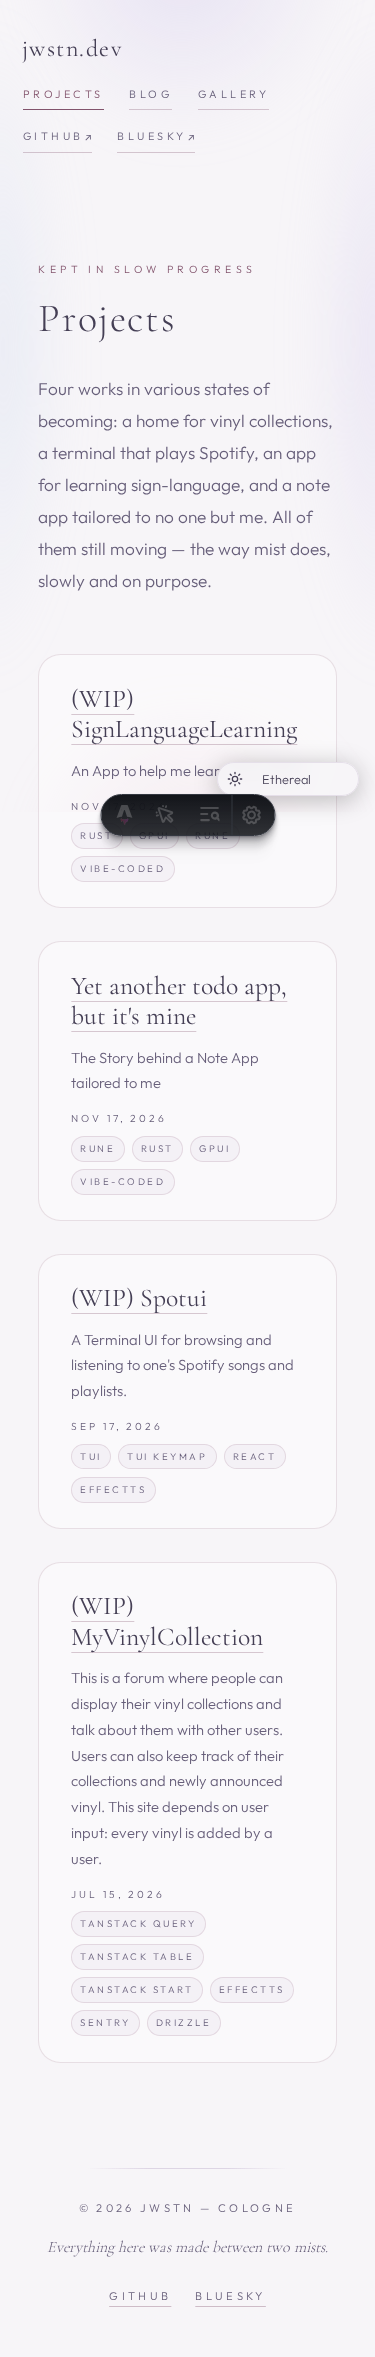 jwstn.dev
PROJECTS BLOG GALLERY
GITHUB↗ BLUESKY↗
KEPT IN SLOW PROGRESS
Projects
Four works in various states of
becoming: a home for vinyl collections,
a terminal that plays Spotify, an app
for learning sign-language, and a note
app tailored to no one but me. All of
them still moving — the way mist does,
slowly and on purpose.
(WIP)
SignLanguageLearning
An App to help me lear
Ethereal
NOV
RUST GPUI RUNE
VIBE-CODED
Yet another todo app,
but it's mine
The Story behind a Note App
tailored to me
NOV 17, 2026
RUNE RUST GPUI
VIBE-CODED
(WIP) Spotui
A Terminal UI for browsing and
listening to one's Spotify songs and
playlists.
SEP 17, 2026
TUI TUI KEYMAP REACT
EFFECTTS
(WIP)
MyVinylCollection
This is a forum where people can
display their vinyl collections and
talk about them with other users.
Users can also keep track of their
collections and newly announced
vinyl. This site depends on user
input: every vinyl is added by a
user.
JUL 15, 2026
TANSTACK QUERY
TANSTACK TABLE
TANSTACK START EFFECTTS
SENTRY DRIZZLE
© 2026 JWSTN — COLOGNE
Everything here was made between two mists.
GITHUB BLUESKY